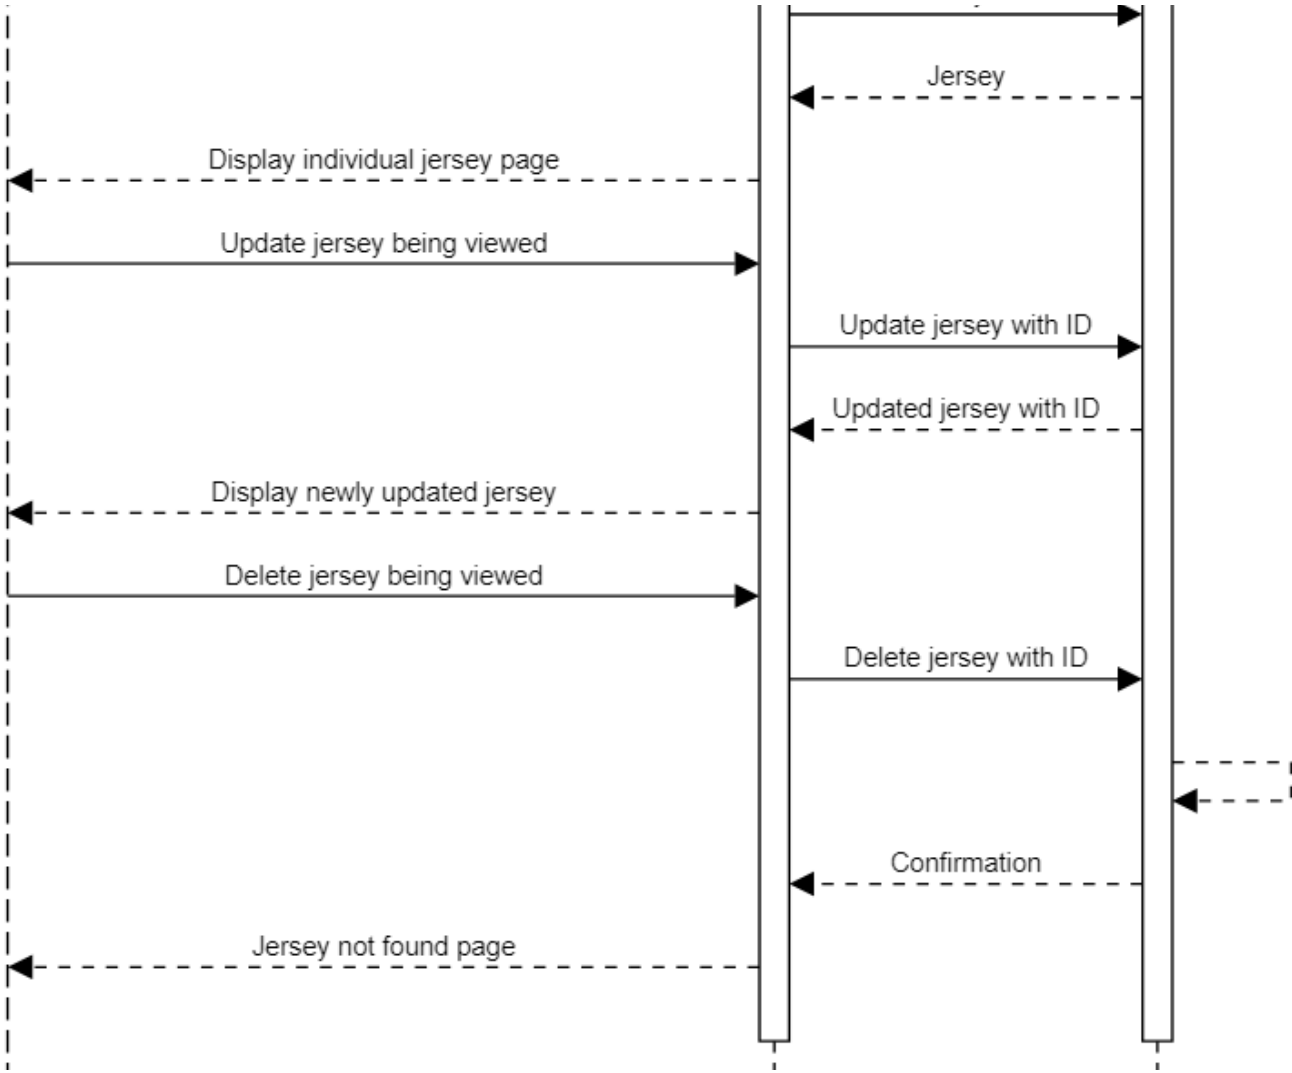 Jersey
Display individual jersey page
Update jersey being viewed
Update jersey with ID
Updated jersey with ID
Display newly updated jersey
Delete jersey being viewed
Delete jersey with ID
Confirmation
Jersey not found page